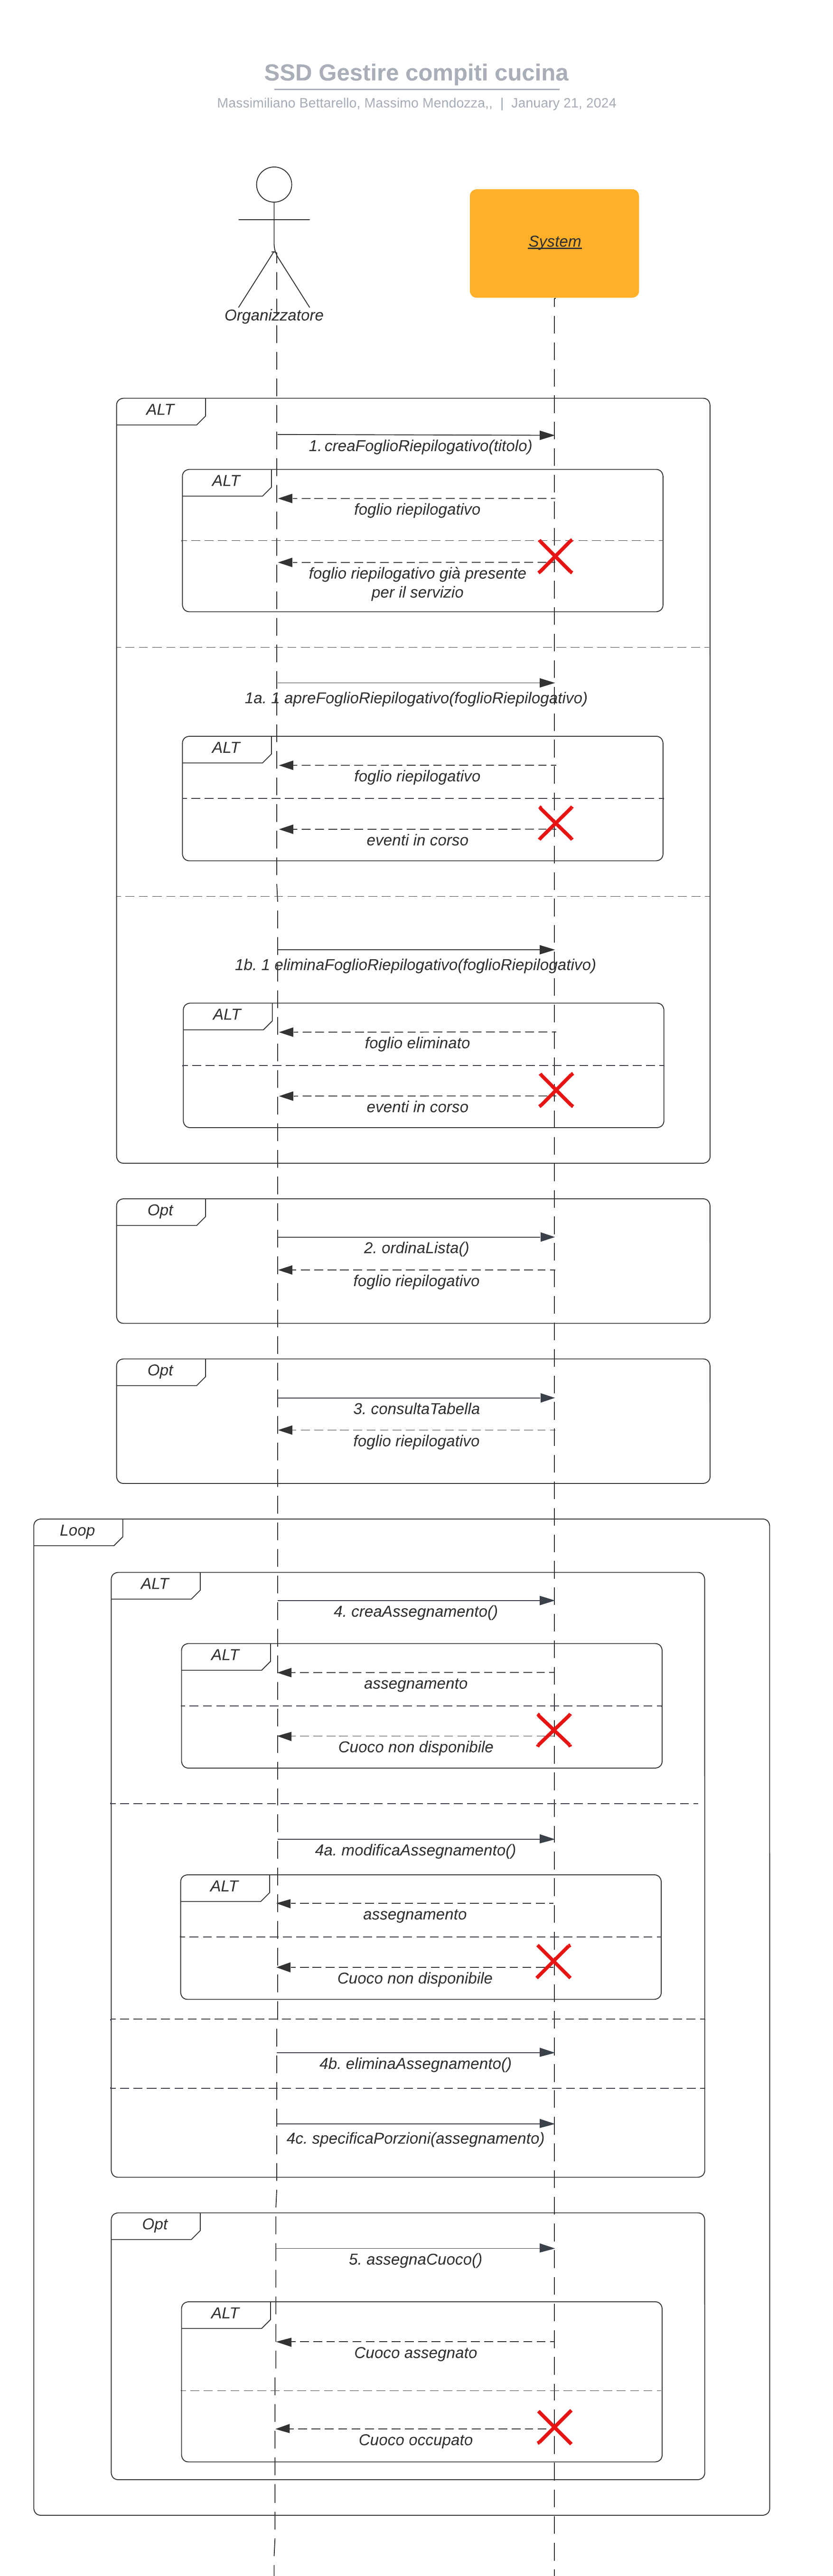 SSD Gestire compiti cucina
Massimiliano Bettarello, Massimo Mendozza,, | January 21, 2024
System
Organizzatore
ALT
1. creaFoglioRiepilogativo(titolo)
ALT
foglio riepilogativo
foglio riepilogativo già presente
per il servizio
1a. 1 apreFoglioRiepilogativo(foglioRiepilogativo)
ALT
foglio riepilogativo
eventi in corso
1b. 1 eliminaFoglioRiepilogativo(foglioRiepilogativo)
ALT
foglio eliminato
eventi in corso
Opt
2. ordinaLista()
foglio riepilogativo
Opt
3. consultaTabella
foglio riepilogativo
Loop
ALT
4. creaAssegnamento()
ALT
assegnamento
Cuoco non disponibile
4a. modificaAssegnamento()
ALT
assegnamento
Cuoco non disponibile
4b. eliminaAssegnamento()
4c. specificaPorzioni(assegnamento)
Opt
5. assegnaCuoco()
ALT
Cuoco assegnato
Cuoco occupato